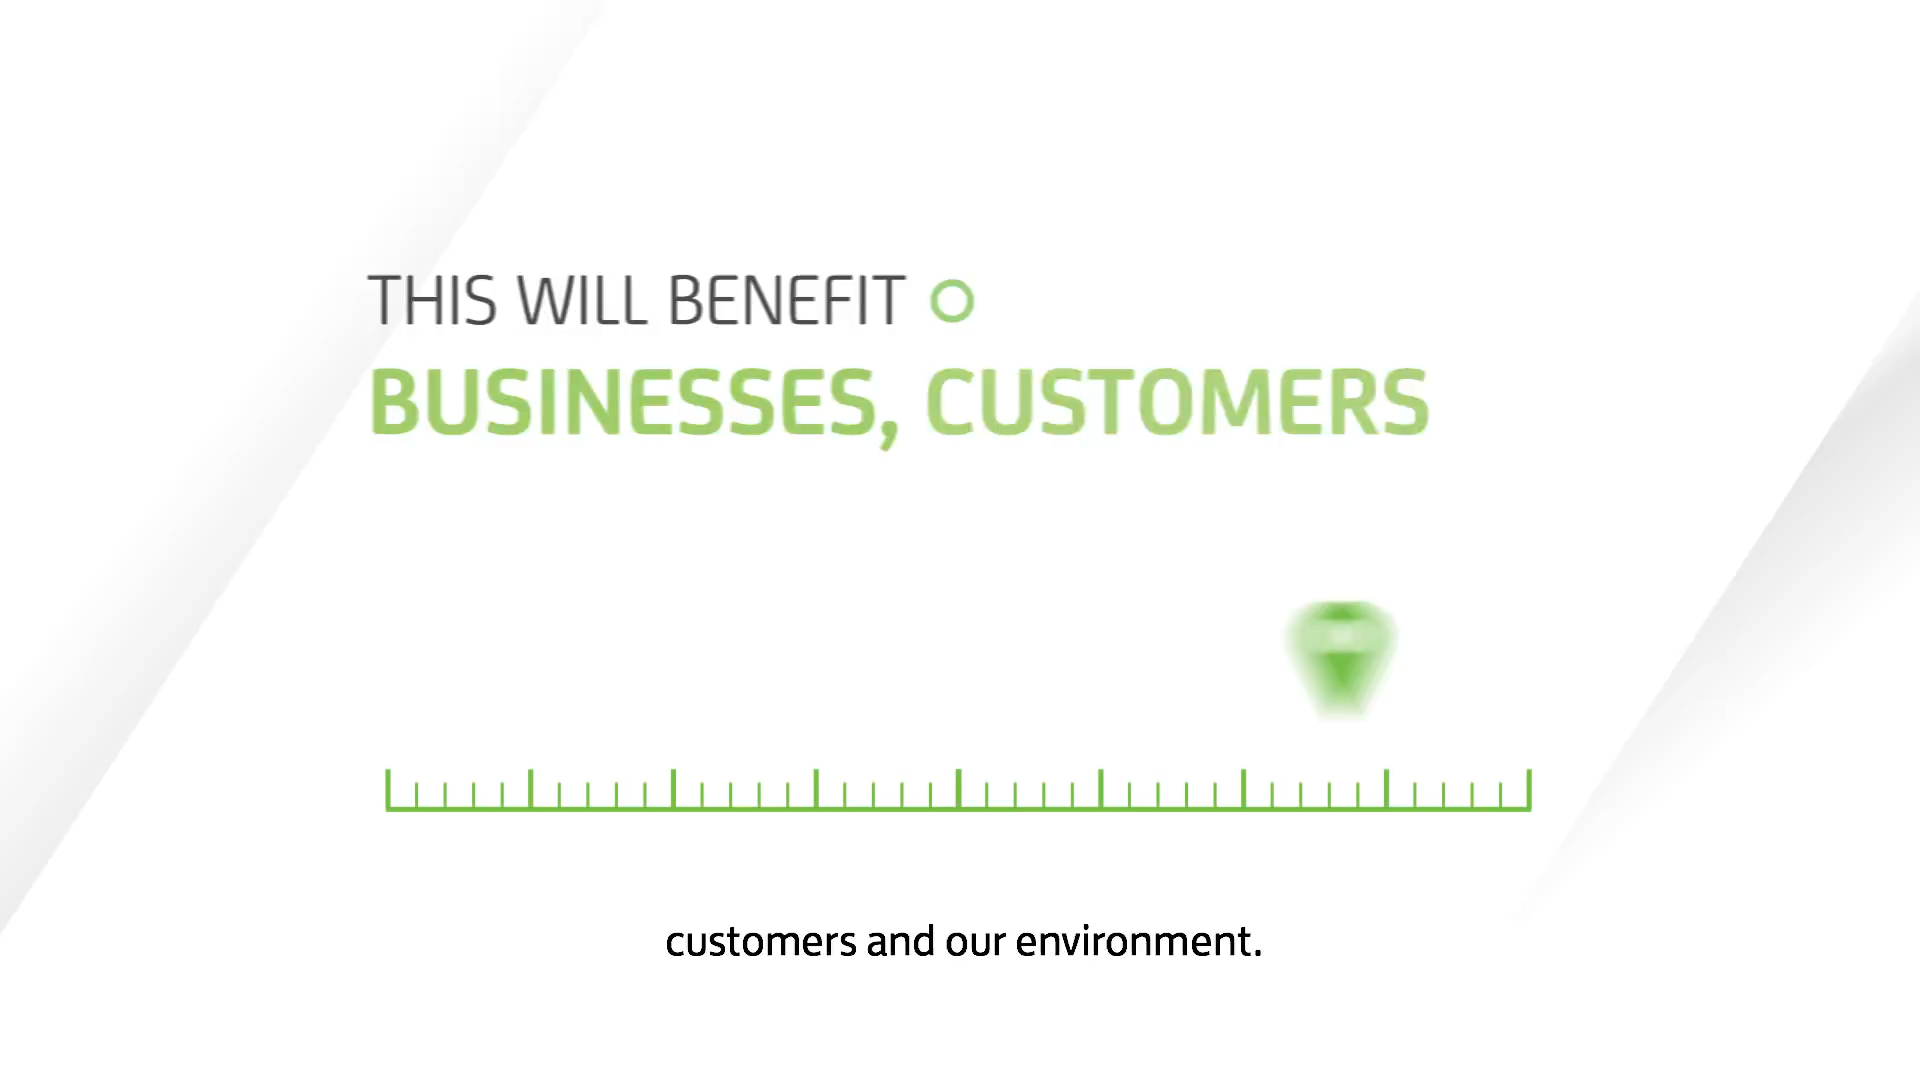 THIS WILL BENEFIT
BUSINESSES, CUSTOMERS
customers and our environment.